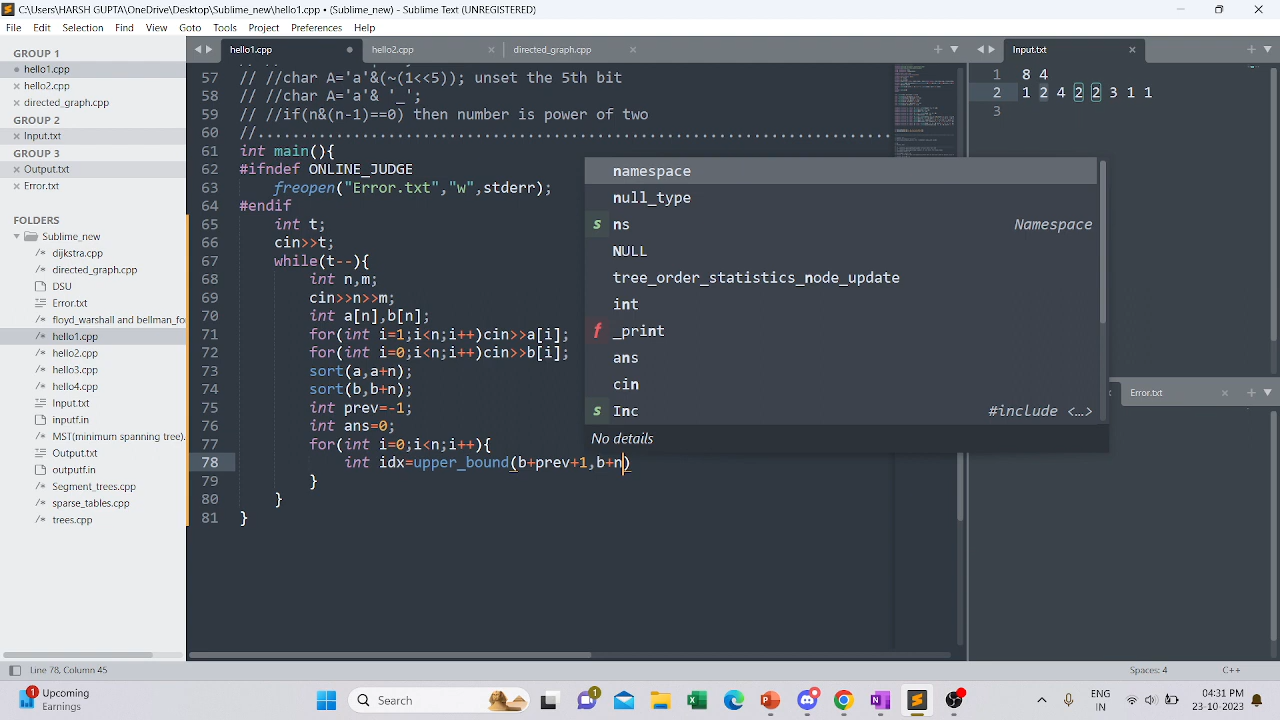 C:\Users\HARSH GUPTA\OneDrive\Desktop\Sublime_new\hello1.cpp • (Sublime_new) - Sublime Text (UNREGISTERED)
File Edit Selection Find View Goto Tools Project Preferences Help
GROUP 1
hello1.cpp
hello2.cpp
directed_graph.cpp
GROUP 2
Input.txt
GROUP 3
Output.txt
Error.txt
FOLDERS
Sublime_new
dijkstra.cpp
directed_graph.cpp
DSU
Error.txt
floyd_warshall and bellman_fo
hello1.cpp
hello2.cpp
hello3.cpp
hello4.cpp
Input.txt
inputf.in
MST(minimum spanning tree).
outputf.in
Segment_trees.cpp
sparse_tables.cpp
trees.cpp
hello1.cpp hello2.cpp directed_graph.cpp
57 // //char A='a'&(~(1<<5)); unset the 5th bit
58 // //char A='a'& '_';
59 // //if(n&(n-1)==0) then number is power of two
60 //
61 int main(){
62 #ifndef ONLINE_JUDGE
63 freopen("Error.txt","w",stderr);
64 #endif
65 int t;
66 cin>>t;
67 while(t--){
68 int n,m;
69 cin>>n>>m;
70 int a[n],b[n];
71 for(int i=1;i<n;i++)cin>>a[i];
72 for(int i=0;i<n;i++)cin>>b[i];
73 sort(a,a+n);
74 sort(b,b+n);
75 int prev=-1;
76 int ans=0;
77 for(int i=0;i<n;i++){
78 int idx=upper_bound(b+prev+1,b+n)
79 }
80 }
81 }
namespace
null_type
ns Namespace
NULL
tree_order_statistics_node_update
int
f _print
ans
cin
s Inc #include <…>
No details
Input.txt
1 8 4
2 1 2 4 2 2 3 1 1
3
Error.txt
Line 78, Column 45
Spaces: 4 C++
1 Upcoming
Earnings
Search
1
ENG
IN
04:31 PM
23-10-2023